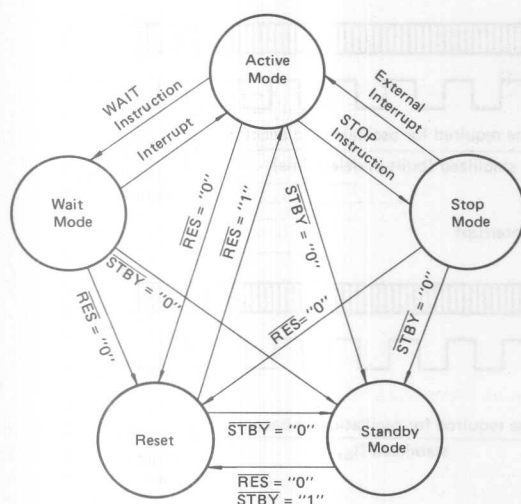 Active
Mode
WAIT
Instruction
Interrupt
External
Interrupt
STOP
Instruction
Wait
Mode
Stop
Mode
RES = "0"
RES = "1"
STBY = "0"
STBY = "0"
RES = "0"
RES= "0"
STBY = "0"
Reset
STBY = "0"
Standby
Mode
RES = "0"
STBY = "1"